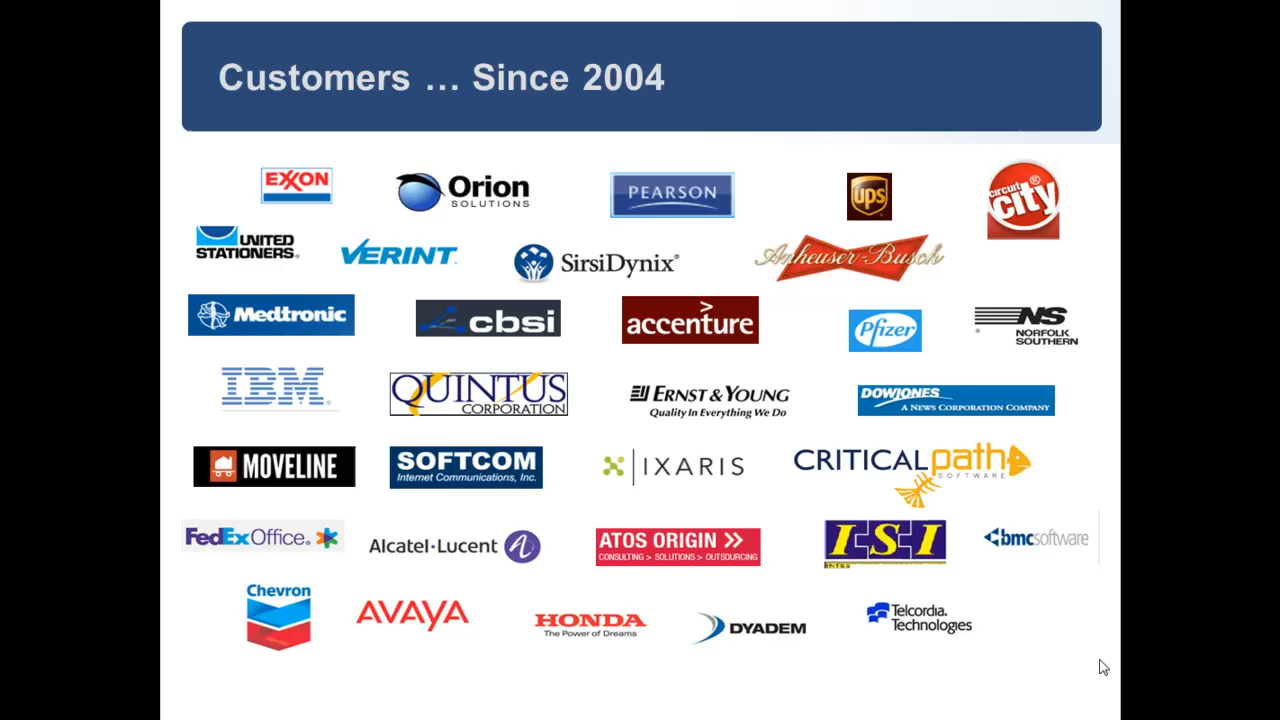 Customers ... Since 2004
EXXON
Orion
SOLUTIONS
PEARSON
ups
circuit
city®
UNITED
STATIONERS®
VERINT
SirsiDynix
Anheuser-Busch
Medtronic
cbsi
accenture
Pfizer
NS
NORFOLK
SOUTHERN
IBM®
QUINTUS
CORPORATION
ERNST & YOUNG
Quality In Everything We Do
DOWJONES
A NEWS CORPORATION COMPANY
MOVELINE
SOFTCOM
Internet Communications, Inc.
IXARIS
CRITICALpath
SOFTWARE
FedExOffice
Alcatel·Lucent
ATOS ORIGIN >>
CONSULTING > SOLUTIONS > OUTSOURCING
I-S-I
bmcsoftware
Chevron
AVAYA
HONDA
The Power of Dreams
DYADEM
Telcordia.
Technologies